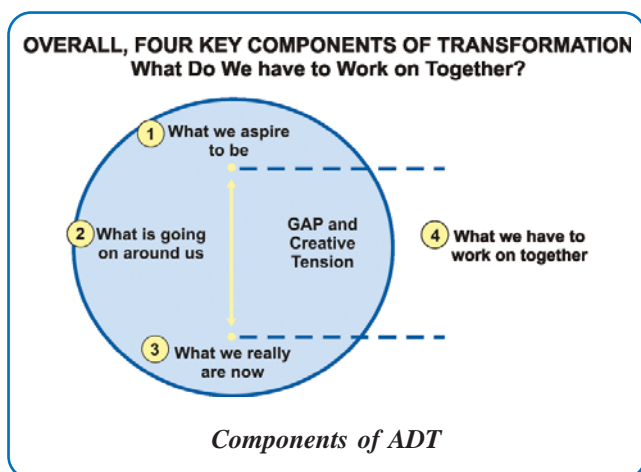 OVERALL, FOUR KEY COMPONENTS OF TRANSFORMATION
What Do We have to Work on Together?
1 What we aspire
to be
2 What is going
on around us
GAP and
Creative
Tension
4 What we have to
work on together
3 What we really
are now
Components of ADT